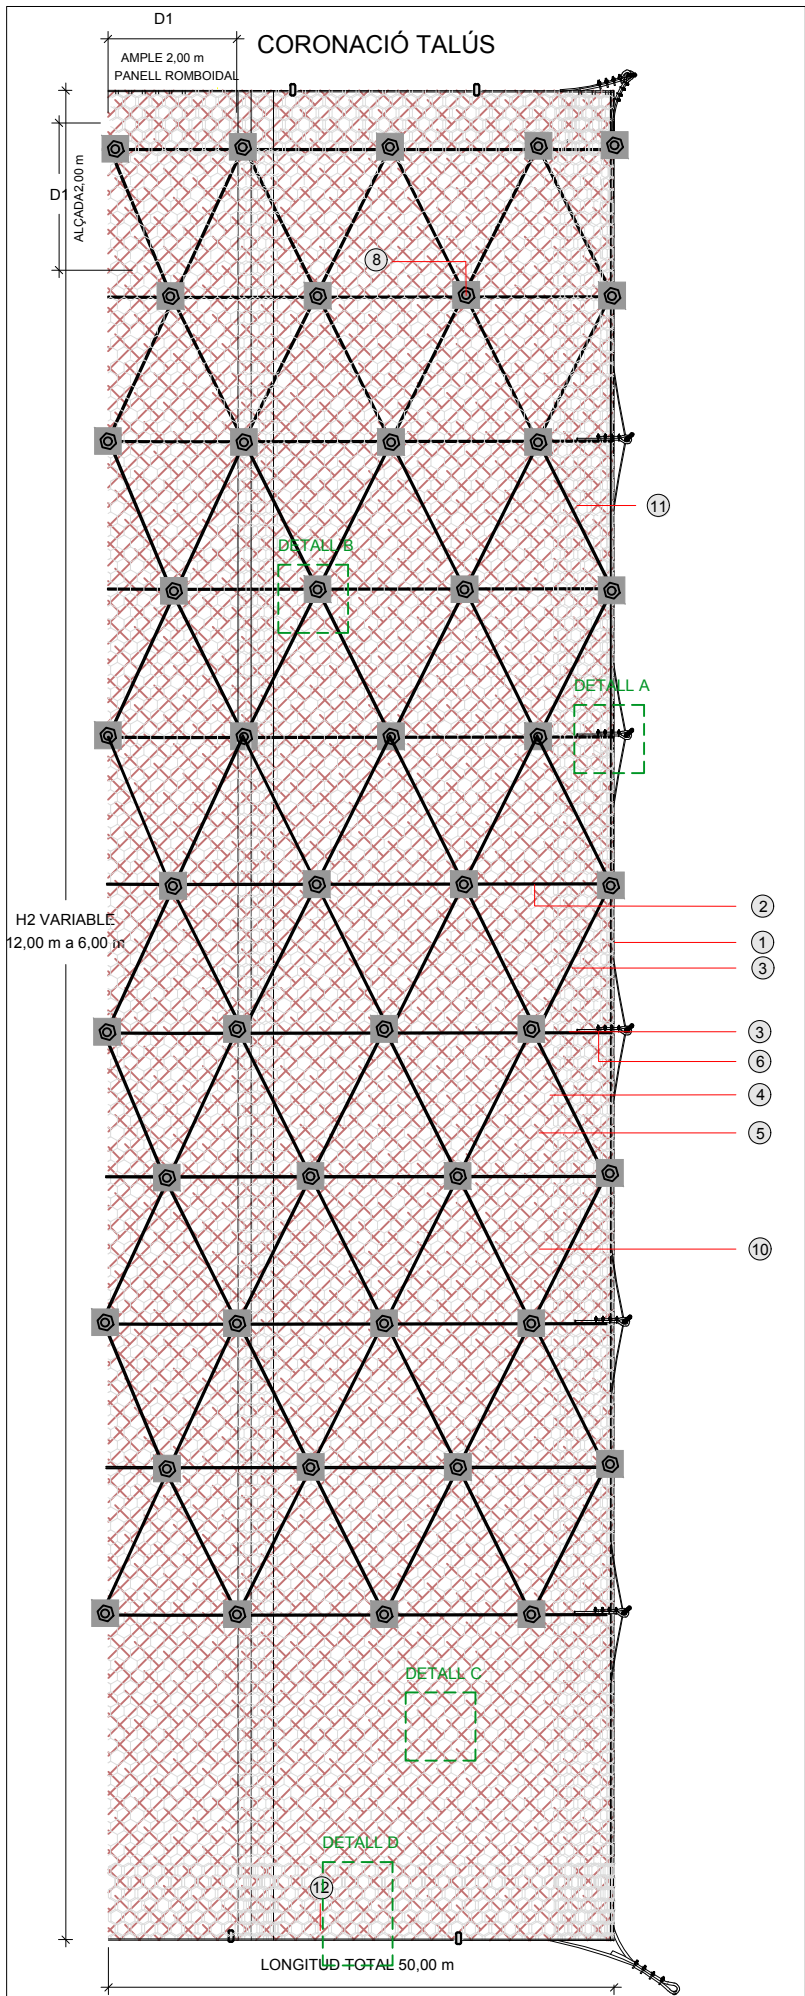 D1
CORONACIÓ TALÚS
AMPLE 2,00 m
PANELL ROMBOIDAL
D1
ALÇADA2,00 m
8
11
DETALL B
DETALL A
2
H2 VARIABLE
12,00 m a 6,00 m
1
3
3
6
4
5
10
DETALL C
DETALL D
12
LONGITUD TOTAL 50,00 m